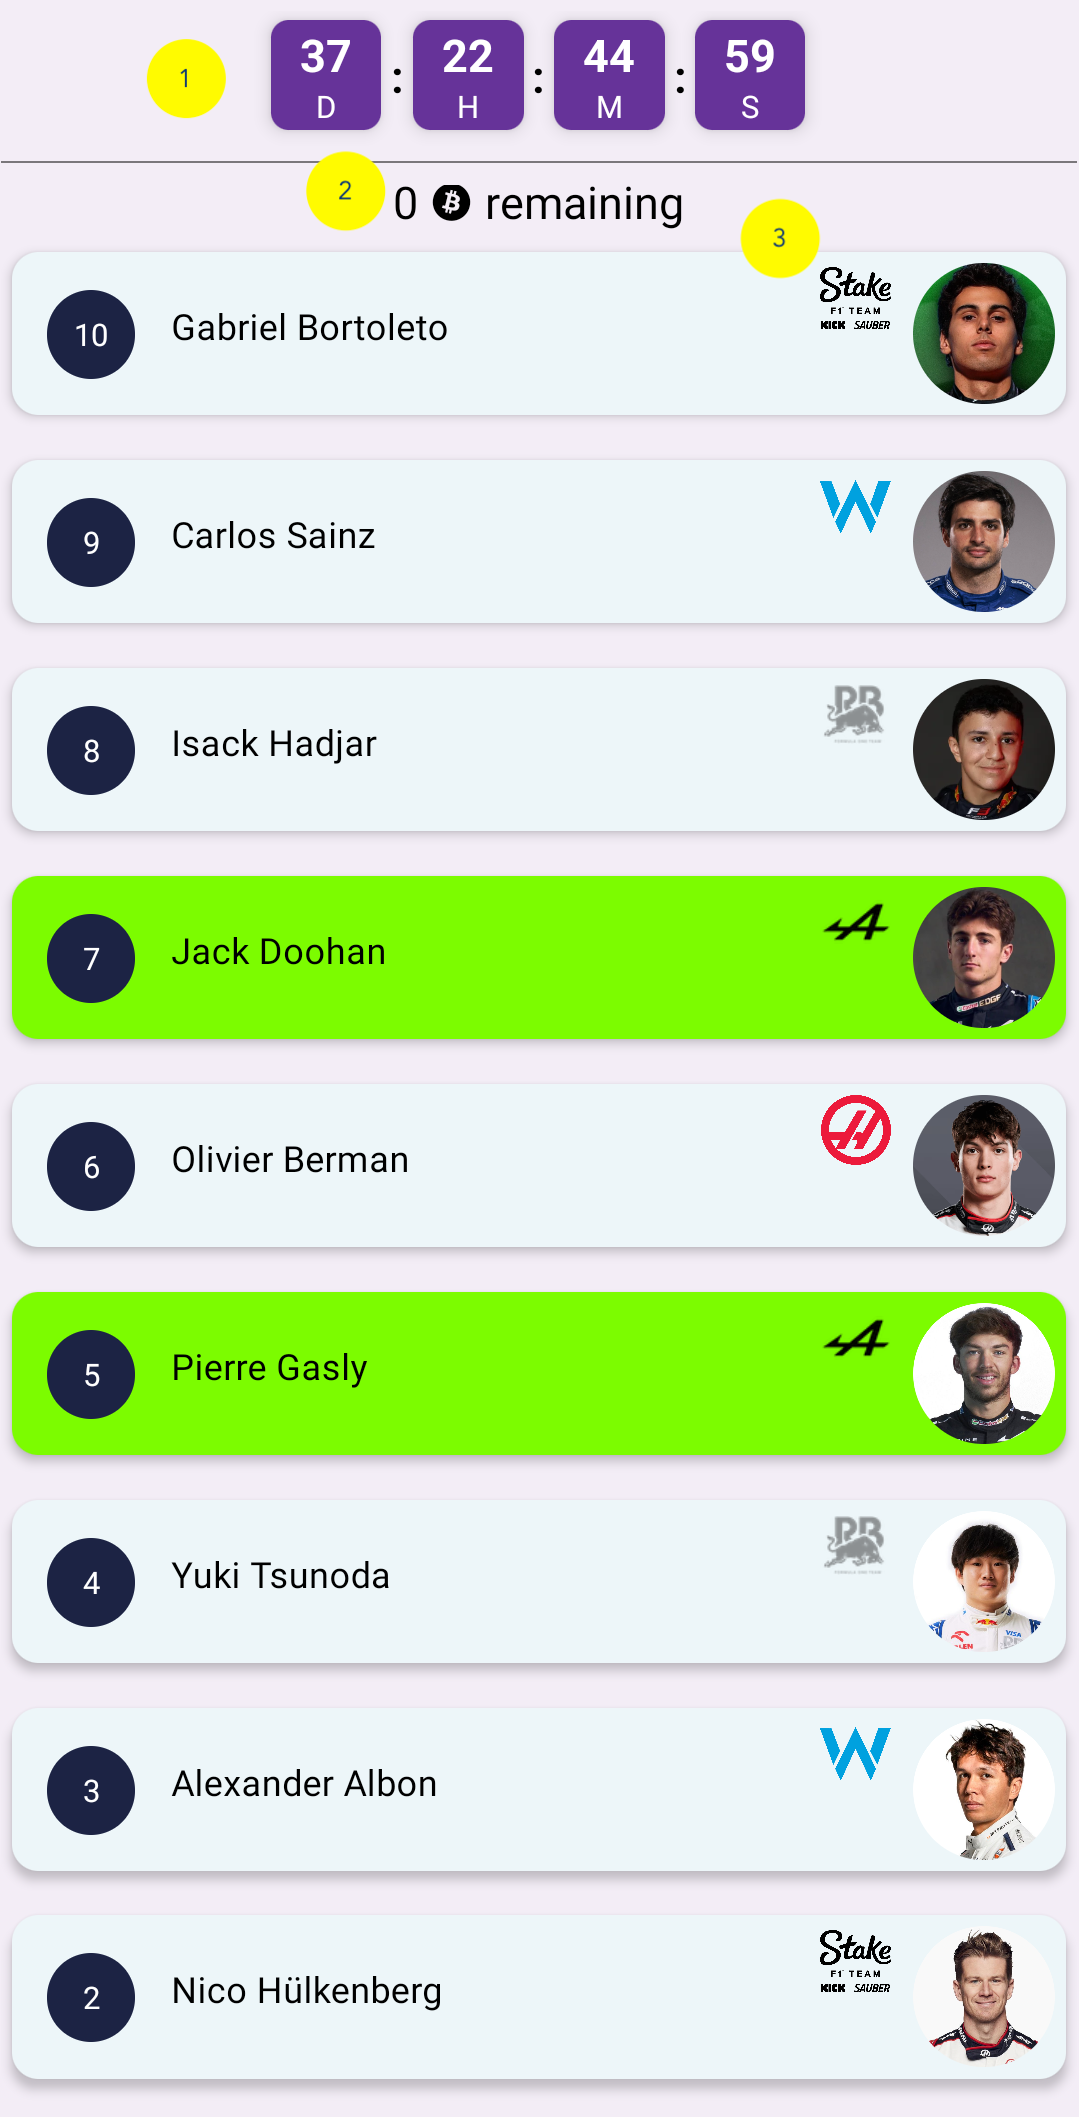 1
37 : 22 : 44 : 59
D H M S
2
0 remaining
3
10 Gabriel Bortoleto
Stake
F1 TEAM
KICK SAUBER
9 Carlos Sainz
8 Isack Hadjar
RB
7 Jack Doohan
6 Olivier Berman
5 Pierre Gasly
4 Yuki Tsunoda
RB
3 Alexander Albon
2 Nico Hülkenberg
Stake
F1 TEAM
KICK SAUBER